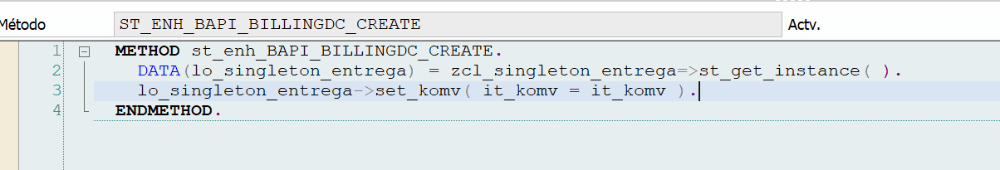 Método ST_ENH_BAPI_BILLINGDC_CREATE Actv.
1 METHOD st_enh_BAPI_BILLINGDC_CREATE.
2 DATA(lo_singleton_entrega) = zcl_singleton_entrega=>st_get_instance( ).
3 lo_singleton_entrega->set_komv( it_komv = it_komv ).
4 ENDMETHOD.